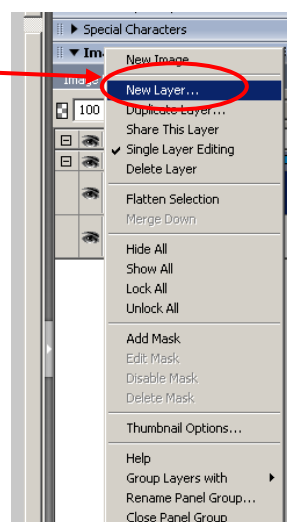 Special Characters
Im
New Image
Image
New Layer...
100
Duplicate Layer...
Share This Layer
Single Layer Editing
Delete Layer
Flatten Selection
Merge Down
Hide All
Show All
Lock All
Unlock All
Add Mask
Edit Mask
Disable Mask
Delete Mask
Thumbnail Options...
Help
Group Layers with
Rename Panel Group...
Close Panel Group